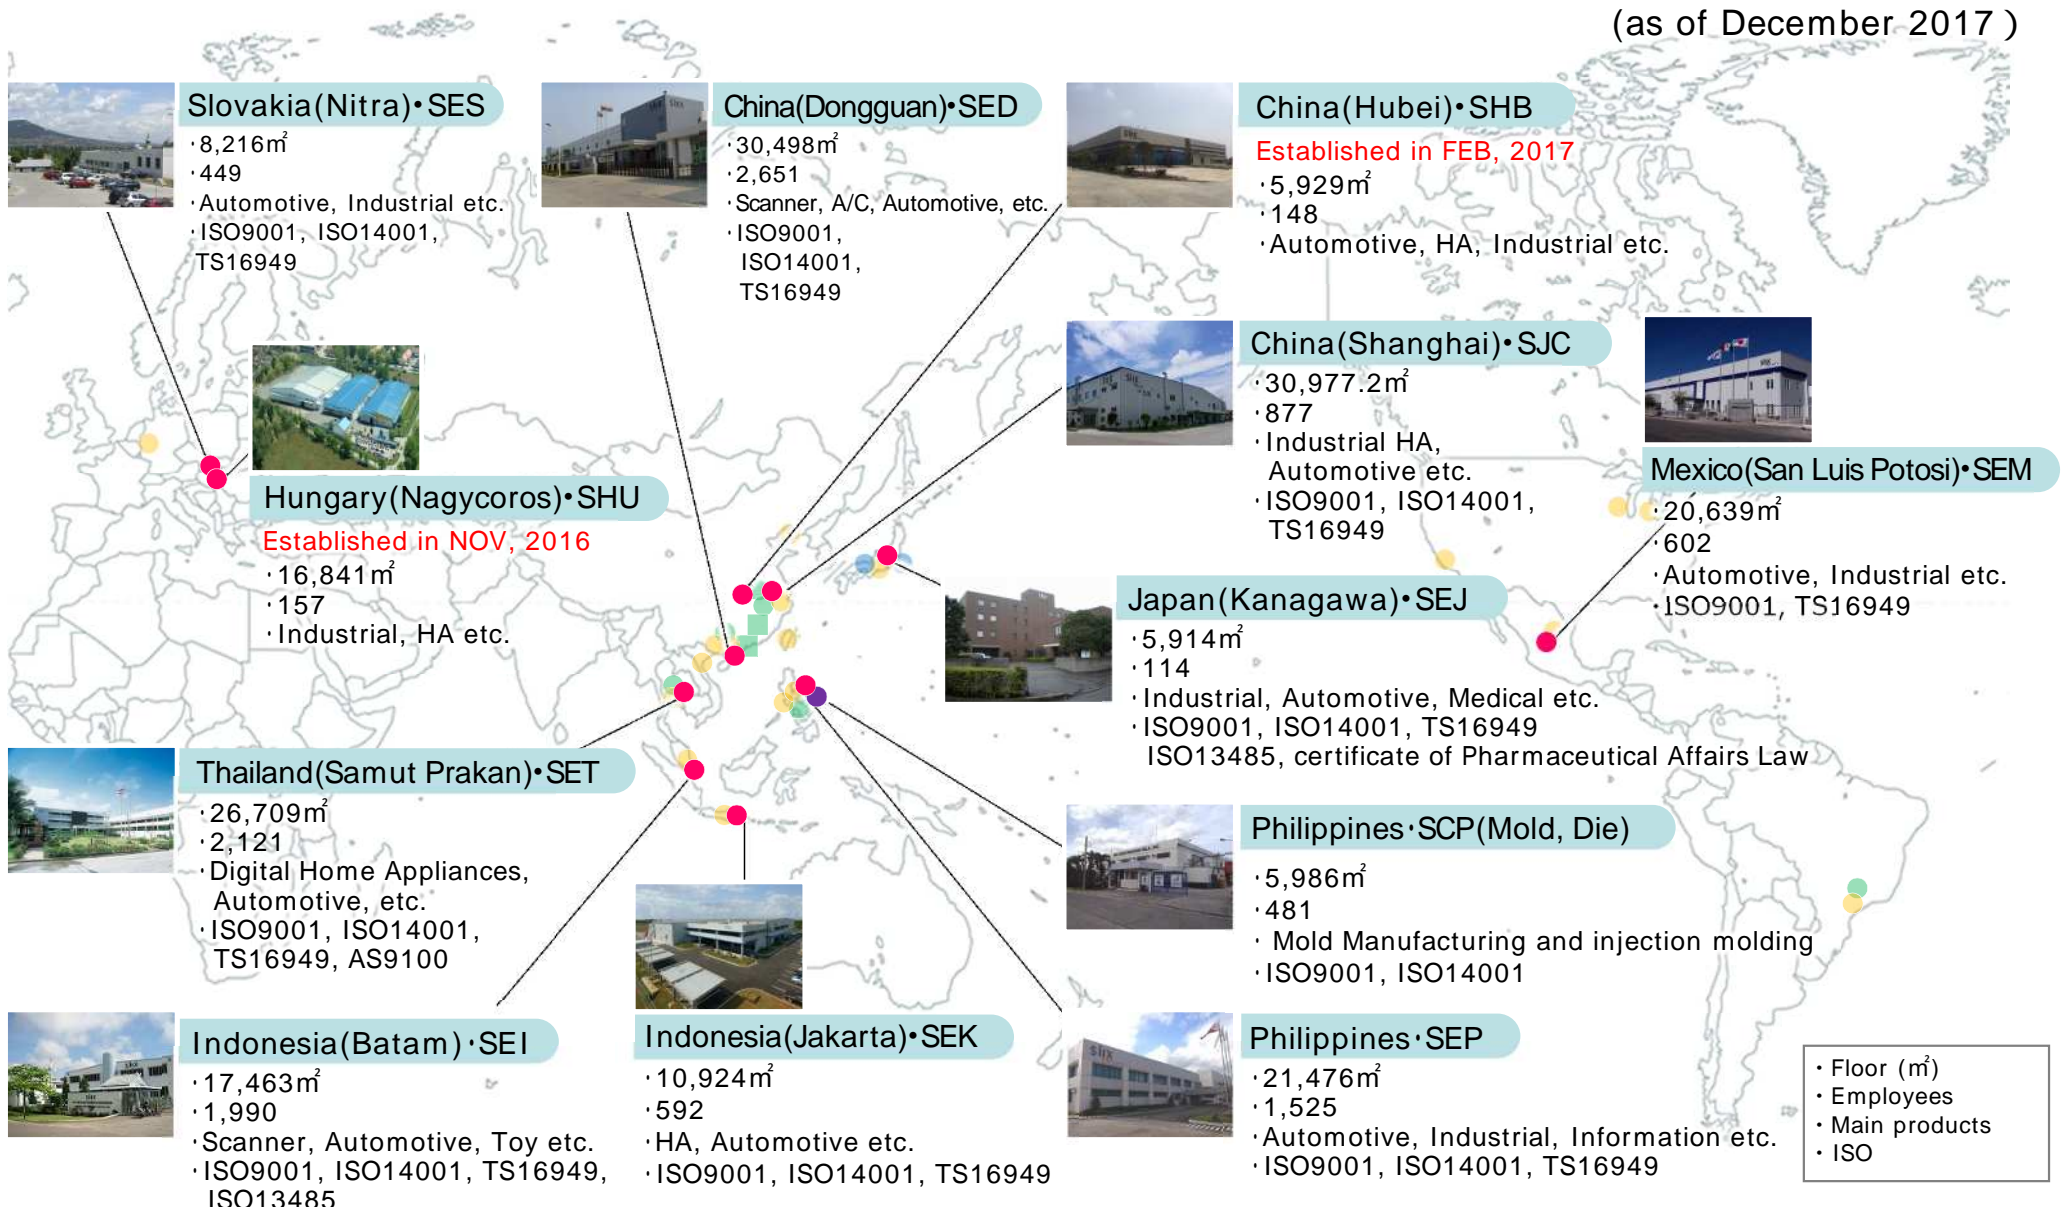 (as of December 2017 )
Slovakia(Nitra)•SES
·8,216㎡
·449
·Automotive, Industrial etc.
·ISO9001, ISO14001,
TS16949
China(Dongguan)•SED
·30,498㎡
·2,651
·Scanner, A/C, Automotive, etc.
·ISO9001,
ISO14001,
TS16949
China(Hubei)•SHB
Established in FEB, 2017
·5,929㎡
·148
·Automotive, HA, Industrial etc.
Hungary(Nagycoros)•SHU
Established in NOV, 2016
·16,841㎡
·157
·Industrial, HA etc.
China(Shanghai)•SJC
·30,977.2㎡
·877
·Industrial HA,
Automotive etc.
·ISO9001, ISO14001,
TS16949
Mexico(San Luis Potosi)•SEM
·20,639㎡
·602
·Automotive, Industrial etc.
·ISO9001, TS16949
Japan(Kanagawa)•SEJ
·5,914㎡
·114
·Industrial, Automotive, Medical etc.
·ISO9001, ISO14001, TS16949
ISO13485, certificate of Pharmaceutical Affairs Law
Thailand(Samut Prakan)•SET
·26,709㎡
·2,121
·Digital Home Appliances,
Automotive, etc.
·ISO9001, ISO14001,
TS16949, AS9100
Philippines·SCP(Mold, Die)
·5,986㎡
·481
· Mold Manufacturing and injection molding
·ISO9001, ISO14001
Indonesia(Batam)·SEI
·17,463㎡
·1,990
·Scanner, Automotive, Toy etc.
·ISO9001, ISO14001, TS16949,
ISO13485
Indonesia(Jakarta)•SEK
·10,924㎡
·592
·HA, Automotive etc.
·ISO9001, ISO14001, TS16949
Philippines·SEP
·21,476㎡
·1,525
·Automotive, Industrial, Information etc.
·ISO9001, ISO14001, TS16949
・Floor (㎡)
・Employees
・Main products
・ISO